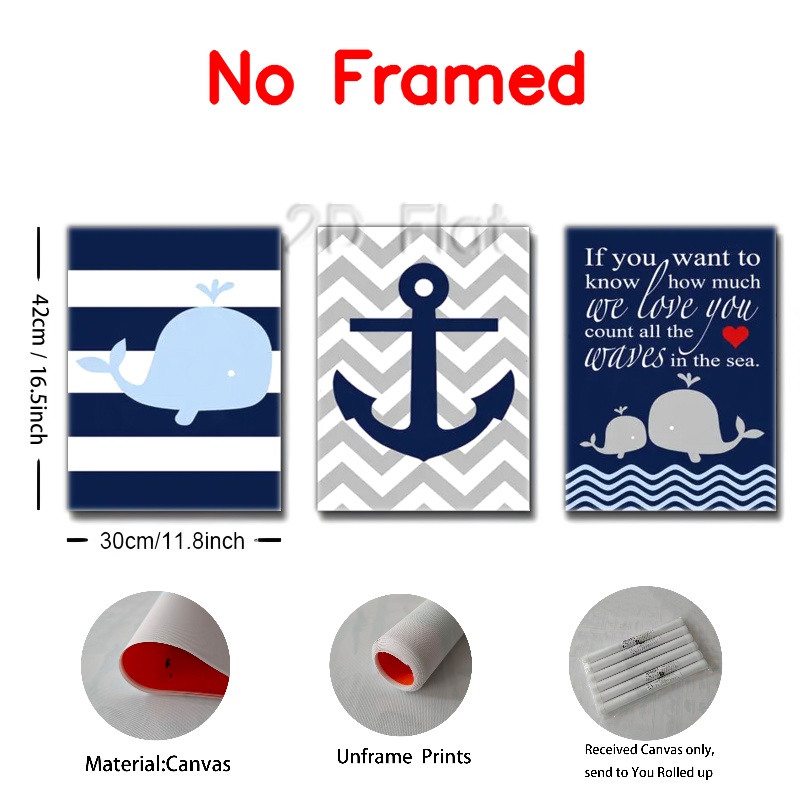 No Framed
2D Flat
42cm / 16.5inch
If you want to
know how much
we love you
count all the
waves in the sea.
30cm/11.8inch
Material:Canvas
Unframe Prints
Received Canvas only,
send to You Rolled up